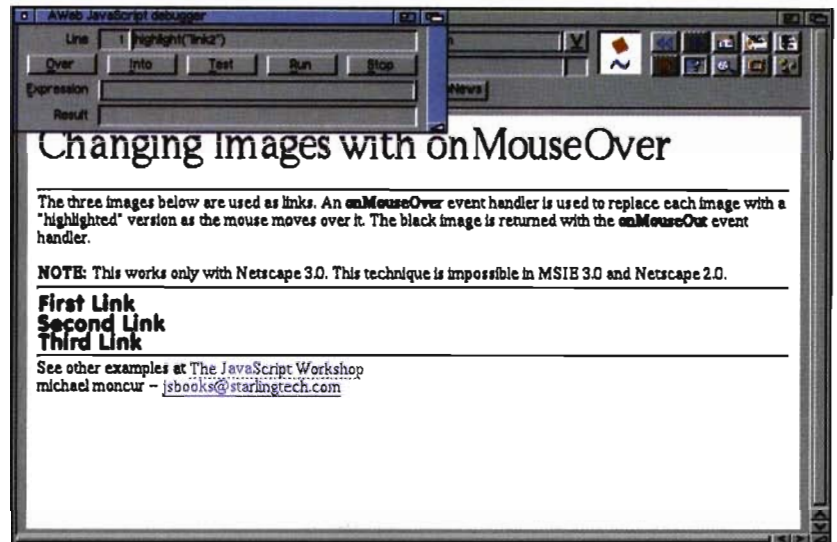 AWeb JavaScript debugger
Line 1 highlight("link2")
Over Into Test Run Stop
Expression
Result
News
Changing Images with onMouseOver
The three images below are used as links. An onMouseOver event handler is used to replace each image with a
"highlighted" version as the mouse moves over it. The black image is returned with the onMouseOut event
handler.
NOTE: This works only with Netscape 3.0. This technique is impossible in MSIE 3.0 and Netscape 2.0.
First Link
Second Link
Third Link
See other examples at The JavaScript Workshop
michael moncur – jsbooks@starlingtech.com